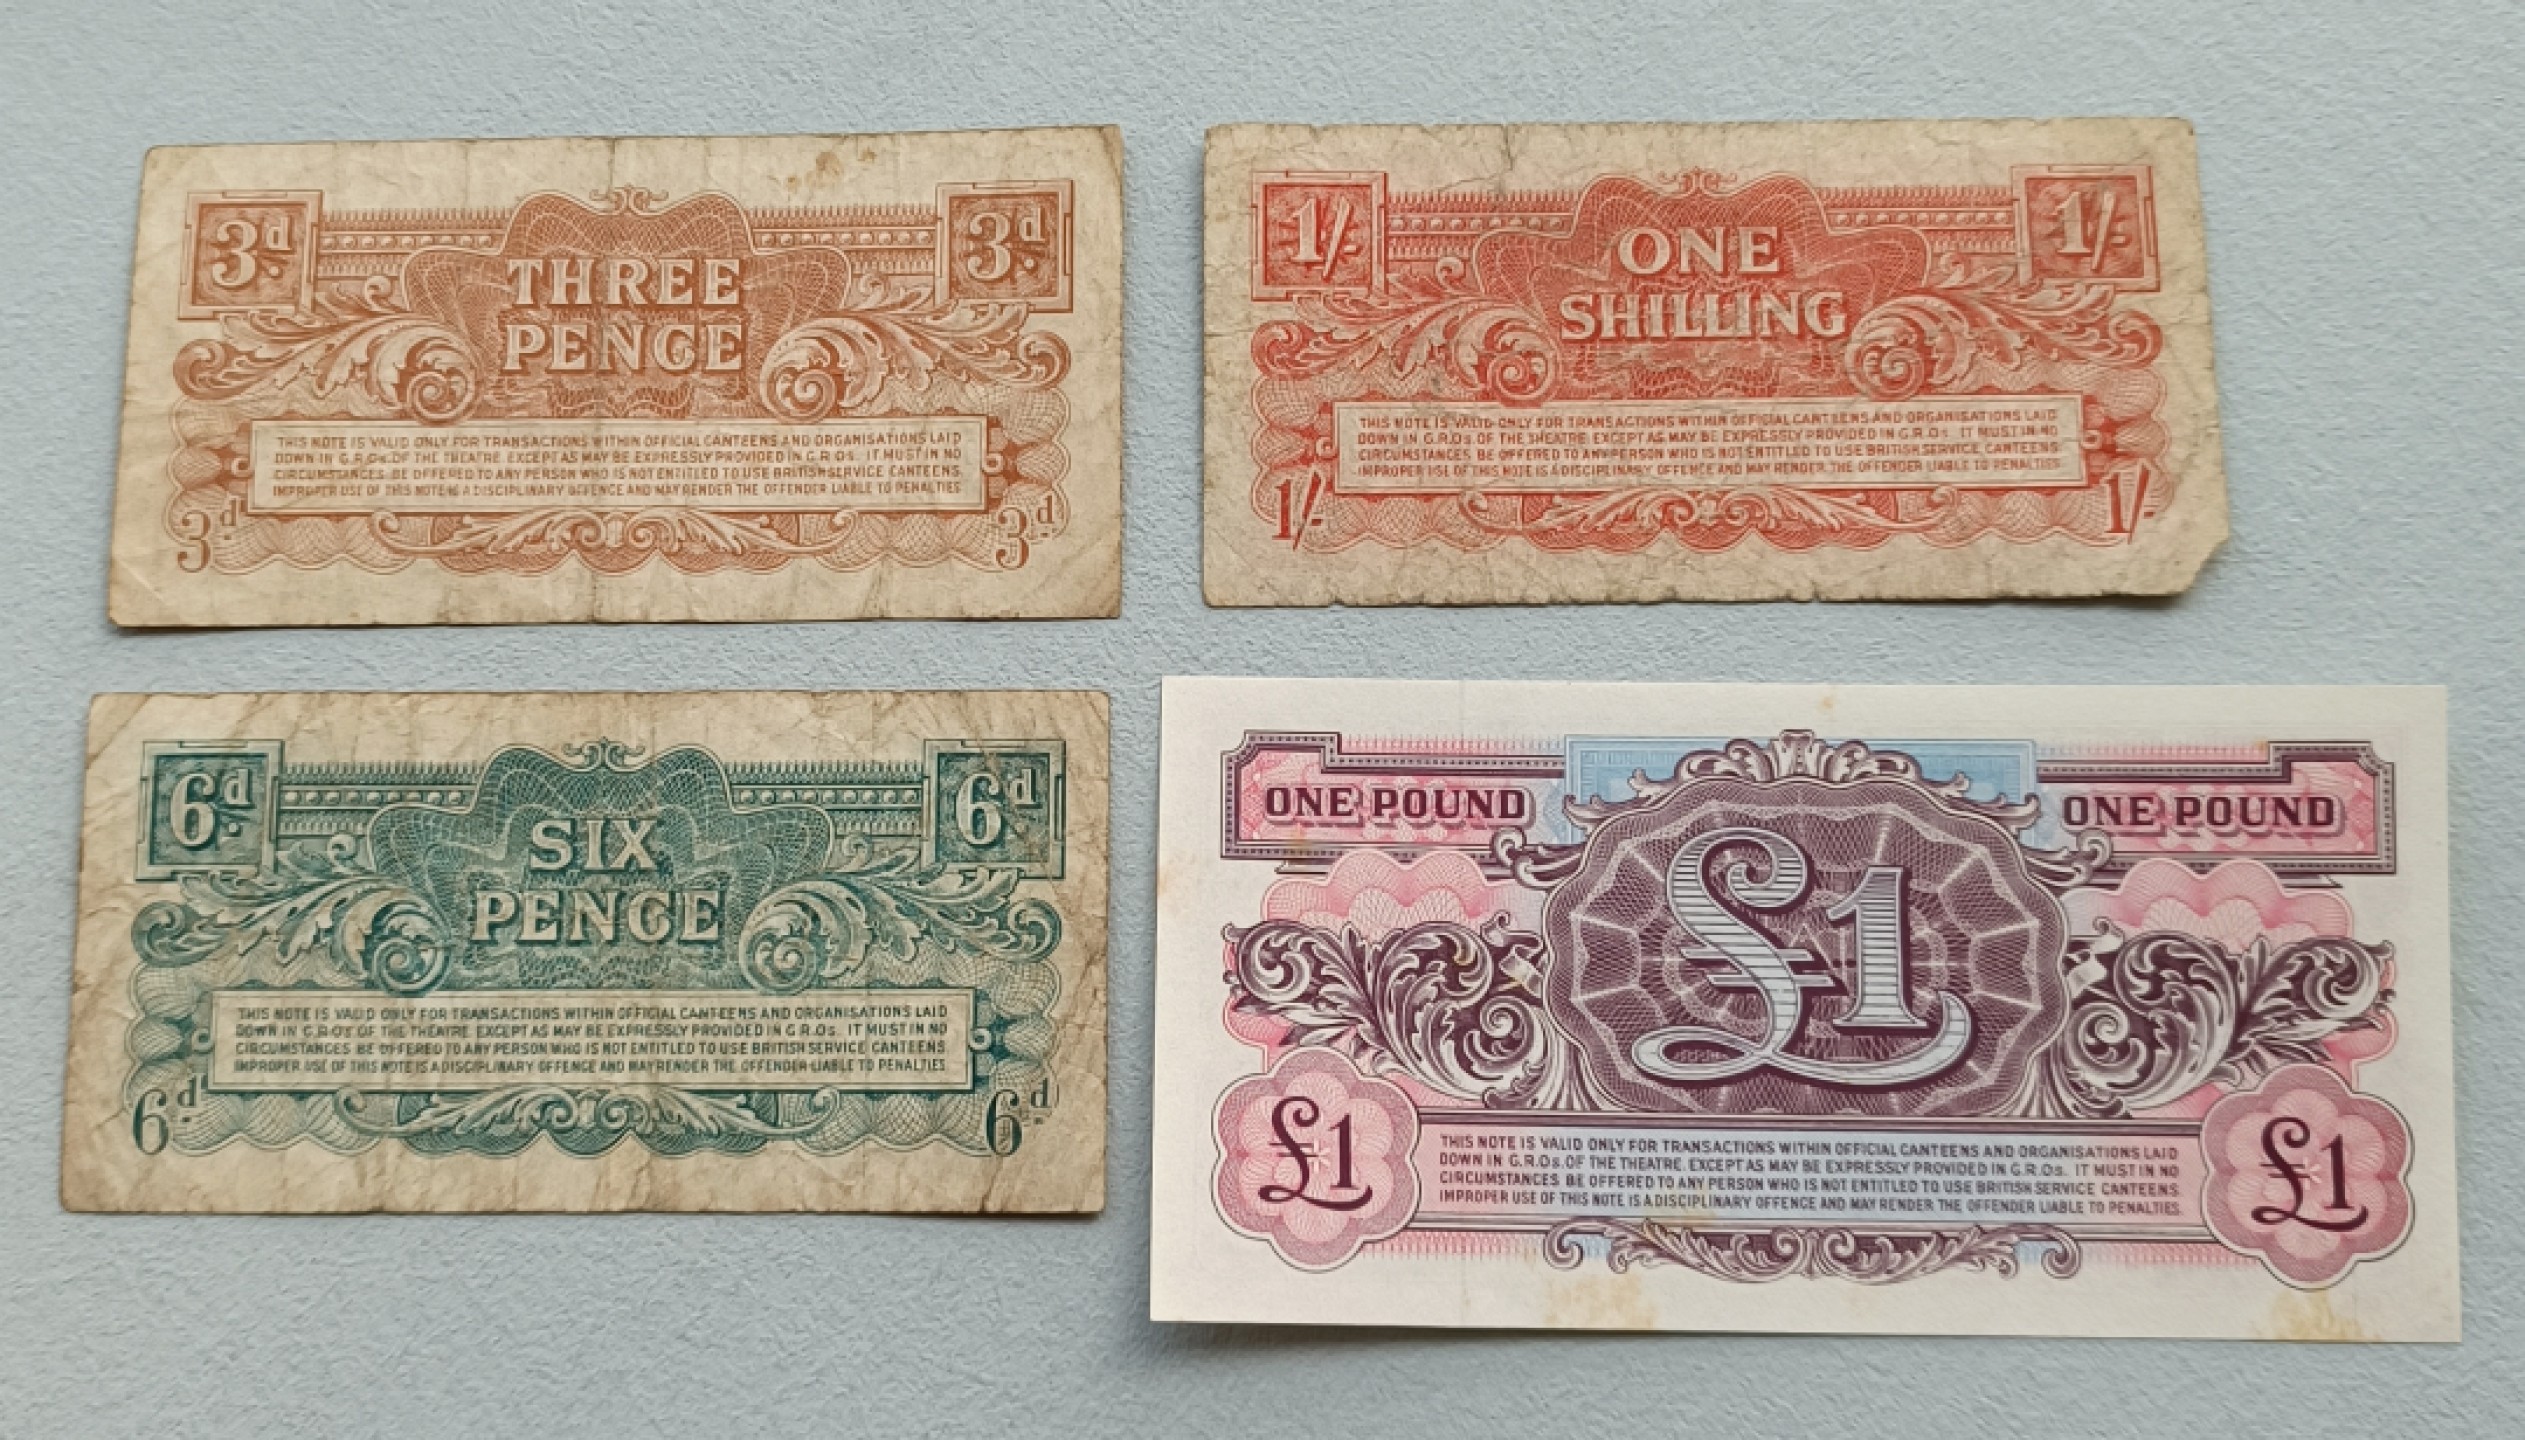 3d
3d
THREE
PENCE
THIS NOTE IS VALID ONLY FOR TRANSACTIONS WITHIN OFFICIAL CANTEENS AND ORGANISATIONS LAID
DOWN IN G.R.Os. OF THE THEATRE. EXCEPT AS MAY BE EXPRESSLY PROVIDED IN G.R.Os. IT MUST IN NO
CIRCUMSTANCES BE OFFERED TO ANY PERSON WHO IS NOT ENTITLED TO USE BRITISH SERVICE CANTEENS.
IMPROPER USE OF THIS NOTE IS A DISCIPLINARY OFFENCE AND MAY RENDER THE OFFENDER LIABLE TO PENALTIES
3d
3d
1/-
1/-
ONE
SHILLING
THIS NOTE IS VALID ONLY FOR TRANSACTIONS WITHIN OFFICIAL CANTEENS AND ORGANISATIONS LAID
DOWN IN G.R.Os. OF THE THEATRE. EXCEPT AS MAY BE EXPRESSLY PROVIDED IN G.R.Os. IT MUST IN NO
CIRCUMSTANCES BE OFFERED TO ANY PERSON WHO IS NOT ENTITLED TO USE BRITISH SERVICE CANTEENS
IMPROPER USE OF THIS NOTE IS A DISCIPLINARY OFFENCE AND MAY RENDER THE OFFENDER LIABLE TO PENALTIES
1/-
1/-
6d
6d
SIX
PENCE
THIS NOTE IS VALID ONLY FOR TRANSACTIONS WITHIN OFFICIAL CANTEENS AND ORGANISATIONS LAID
DOWN IN G.R.Os OF THE THEATRE. EXCEPT AS MAY BE EXPRESSLY PROVIDED IN G.R.Os. IT MUST IN NO
CIRCUMSTANCES BE OFFERED TO ANY PERSON WHO IS NOT ENTITLED TO USE BRITISH SERVICE CANTEENS
IMPROPER USE OF THIS NOTE IS A DISCIPLINARY OFFENCE AND MAY RENDER THE OFFENDER LIABLE TO PENALTIES
6d
6d
ONE POUND
ONE POUND
£1
THIS NOTE IS VALID ONLY FOR TRANSACTIONS WITHIN OFFICIAL CANTEENS AND ORGANISATIONS LAID
DOWN IN G.R.Os. OF THE THEATRE. EXCEPT AS MAY BE EXPRESSLY PROVIDED IN G.R.Os. IT MUST IN NO
CIRCUMSTANCES BE OFFERED TO ANY PERSON WHO IS NOT ENTITLED TO USE BRITISH SERVICE CANTEENS.
IMPROPER USE OF THIS NOTE IS A DISCIPLINARY OFFENCE AND MAY RENDER THE OFFENDER LIABLE TO PENALTIES.
£1
£1